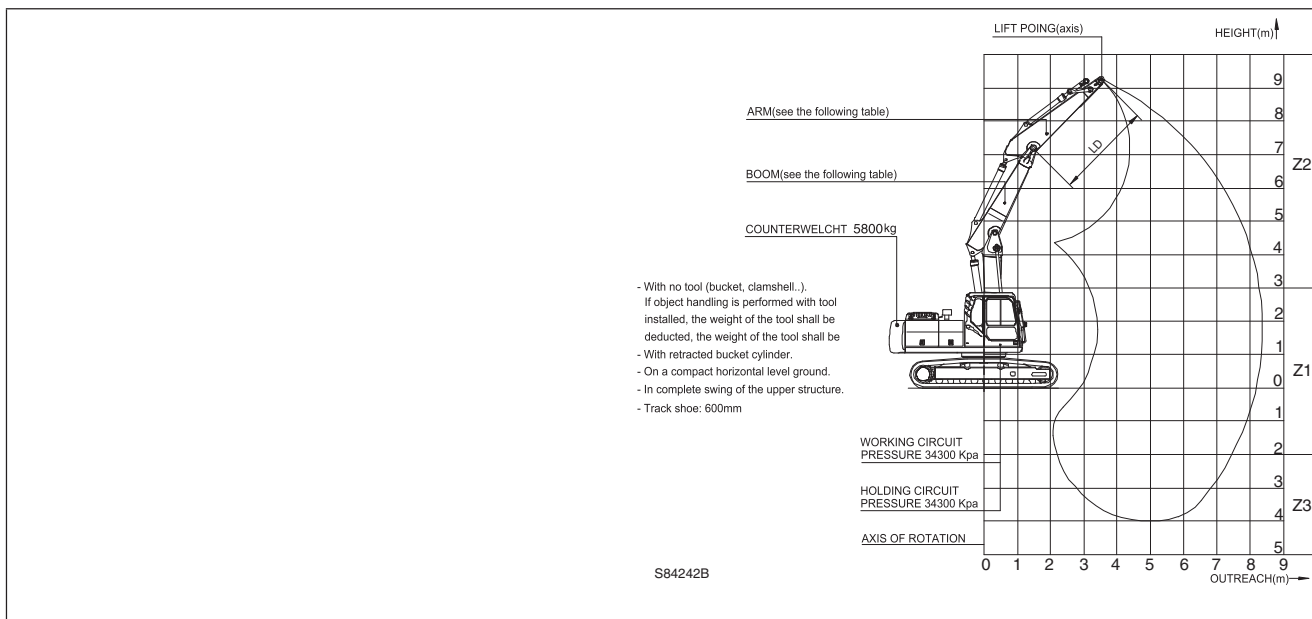 LIFT POING(axis)
HEIGHT(m)
ARM(see the following table)
BOOM(see the following table)
COUNTERWELCHT 5800kg
LD
- With no tool (bucket, clamshell..).
If object handling is performed with tool
installed, the weight of the tool shall be
deducted, the weight of the tool shall be
- With retracted bucket cylinder.
- On a compact horizontal level ground.
- In complete swing of the upper structure.
- Track shoe: 600mm
9
8
7
6
5
4
3
2
1
0
1
2
3
4
5
Z2
Z1
Z3
WORKING CIRCUIT
PRESSURE 34300 Kpa
HOLDING CIRCUIT
PRESSURE 34300 Kpa
AXIS OF ROTATION
0 1 2 3 4 5 6 7 8 9
OUTREACH(m)
S84242B